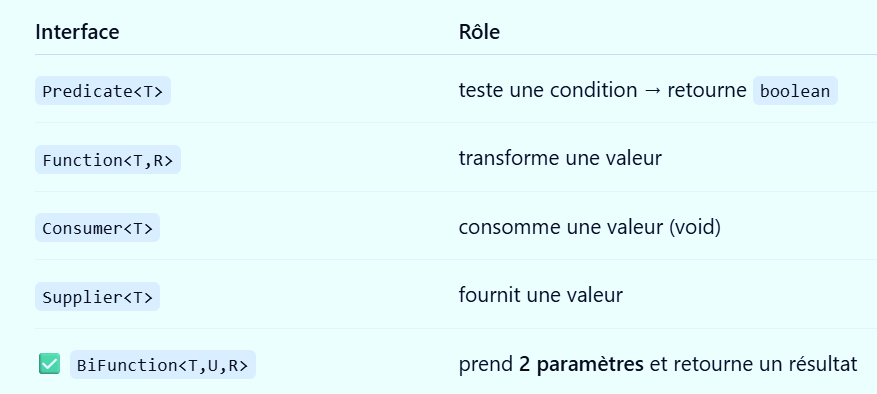 Interface Rôle
Predicate<T> teste une condition → retourne boolean
Function<T,R> transforme une valeur
Consumer<T> consomme une valeur (void)
Supplier<T> fournit une valeur
✅ BiFunction<T,U,R> prend 2 paramètres et retourne un résultat